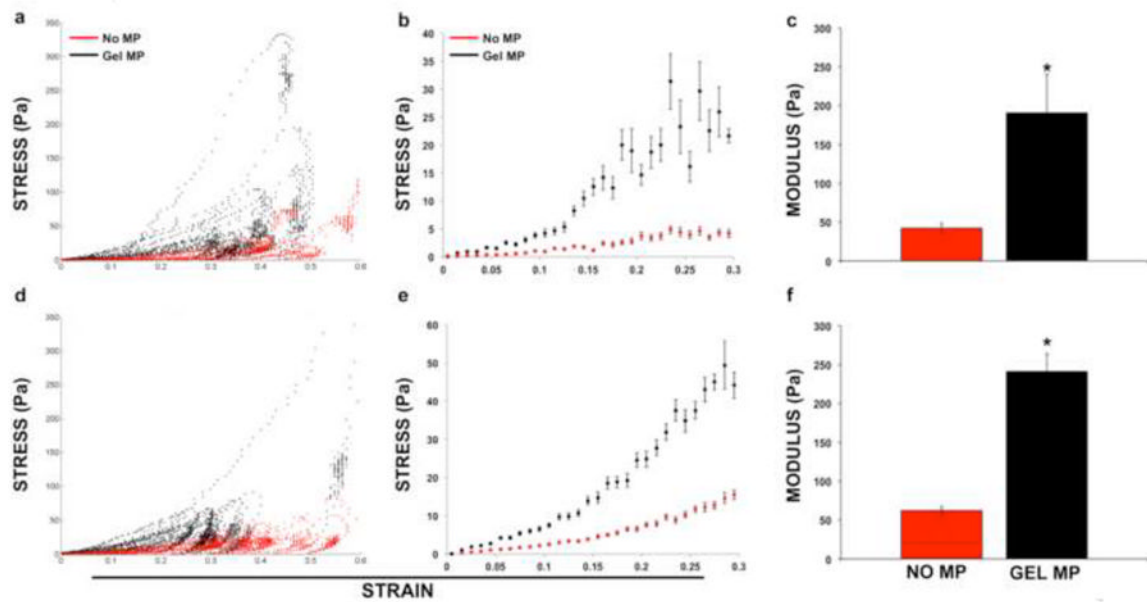 a
No MP
Gel MP
STRESS (Pa)
350
300
250
200
150
100
50
0
0 0.1 0.2 0.3 0.4 0.5 0.6
b
No MP
Gel MP
STRESS (Pa)
40
35
30
25
20
15
10
5
0
0 0.05 0.1 0.15 0.2 0.25 0.3
c
MODULUS (Pa)
300
250
200
150
100
50
0
*
d
STRESS (Pa)
350
300
250
200
150
100
50
0
0 0.1 0.2 0.3 0.4 0.5 0.6
e
STRESS (Pa)
60
50
40
30
20
10
0
0 0.05 0.1 0.15 0.2 0.25 0.3
f
MODULUS (Pa)
300
250
200
150
100
50
0
*
NO MP GEL MP
STRAIN